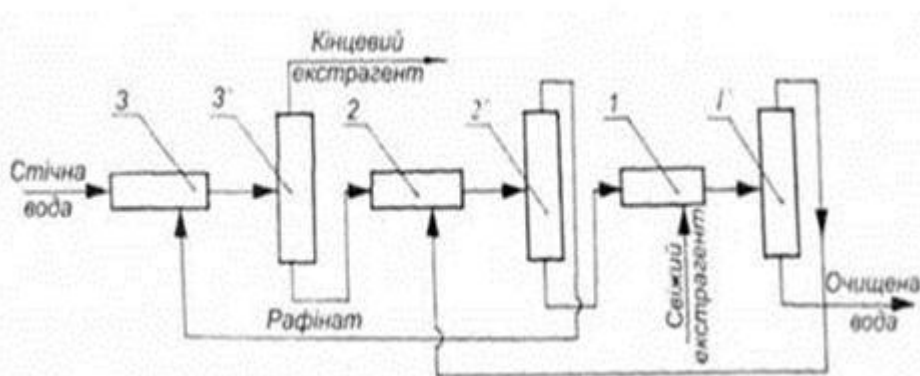 Кінцевий
екстрагент
3
3`
2
2`
1
1`
Стічна
вода
Рафінат
Свіжий
екстрагент
Очищена
вода